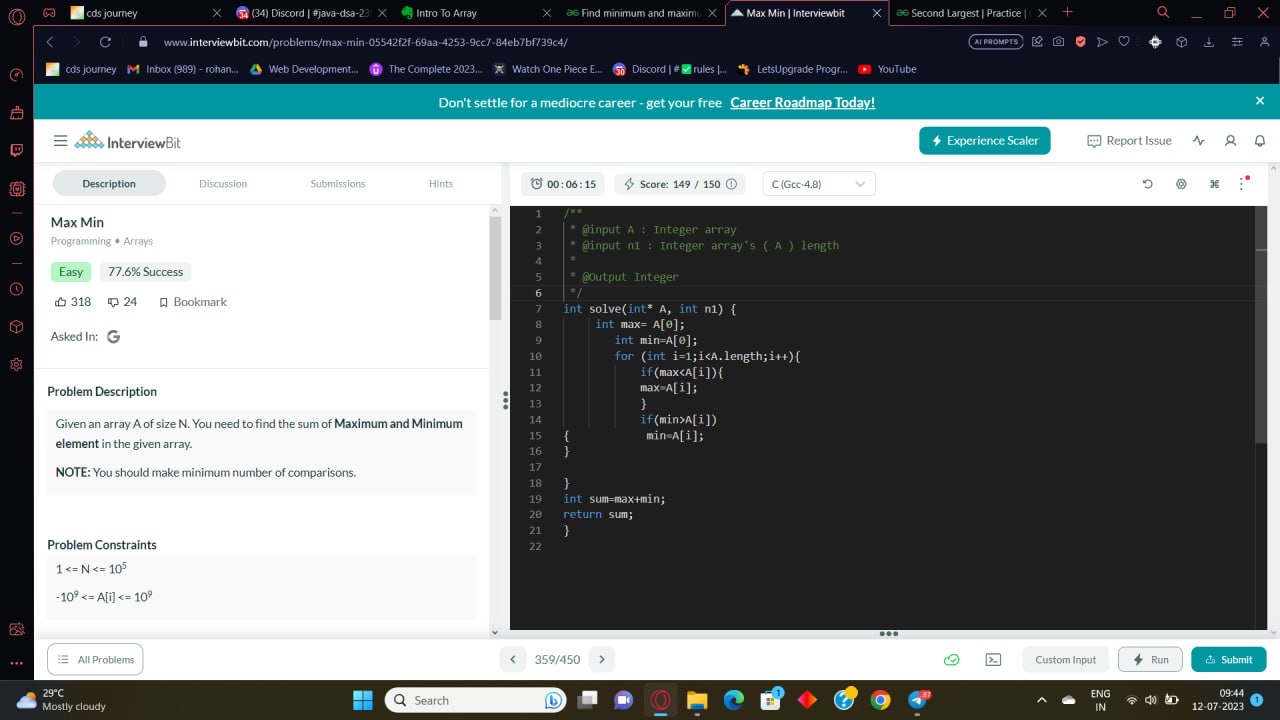 cds journey
(34) Discord | #java-dsa-23
Intro To Array
Find minimum and maximu
Max Min | Interviewbit
Second Largest | Practice |
www.interviewbit.com/problems/max-min-05542f2f-69aa-4253-9cc7-84eb7bf739c4/
AI PROMPTS
cds journey
Inbox (989) - rohan...
Web Development...
The Complete 2023...
Watch One Piece E...
Discord | #✅rules |...
LetsUpgrade Progr...
YouTube
Don't settle for a mediocre career - get your free Career Roadmap Today!
InterviewBit
Experience Scaler
Report Issue
Description
Discussion
Submissions
Hints
00 : 06 : 15
Score: 149 / 150
C (Gcc-4.8)
Max Min
Programming • Arrays
Easy
77.6% Success
318
24
Bookmark
Asked In:
Problem Description
Given an array A of size N. You need to find the sum of Maximum and Minimum
element in the given array.
NOTE: You should make minimum number of comparisons.
Problem Constraints
1 <= N <= 10⁵
-10⁹ <= A[i] <= 10⁹
1 /**
2 * @input A : Integer array
3 * @input n1 : Integer array's ( A ) length
4 *
5 * @Output Integer
6 */
7 int solve(int* A, int n1) {
8 int max= A[0];
9 int min=A[0];
10 for (int i=1;i<A.length;i++){
11 if(max<A[i]){
12 max=A[i];
13 }
14 if(min>A[i])
15 { min=A[i];
16 }
17
18 }
19 int sum=max+min;
20 return sum;
21 }
22
All Problems
359/450
Custom Input
Run
Submit
29°C
Mostly cloudy
Search
ENG
IN
09:44
12-07-2023